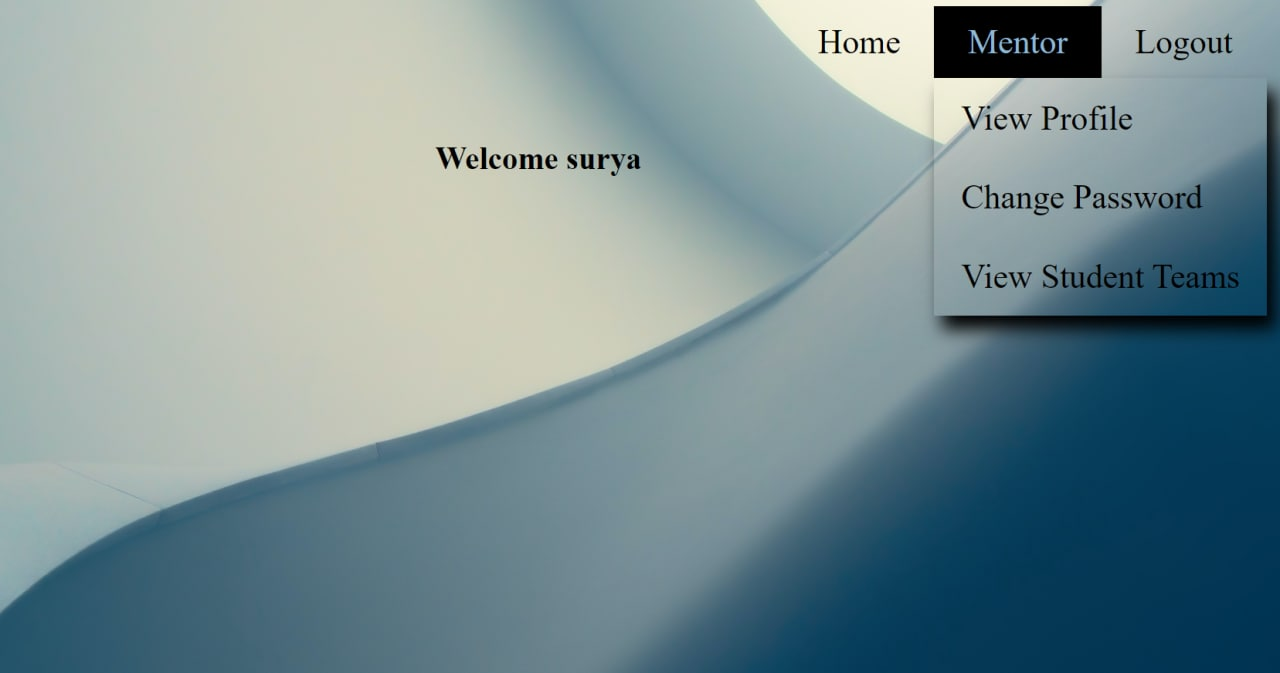 Home Mentor Logout
View Profile
Welcome surya
Change Password
View Student Teams